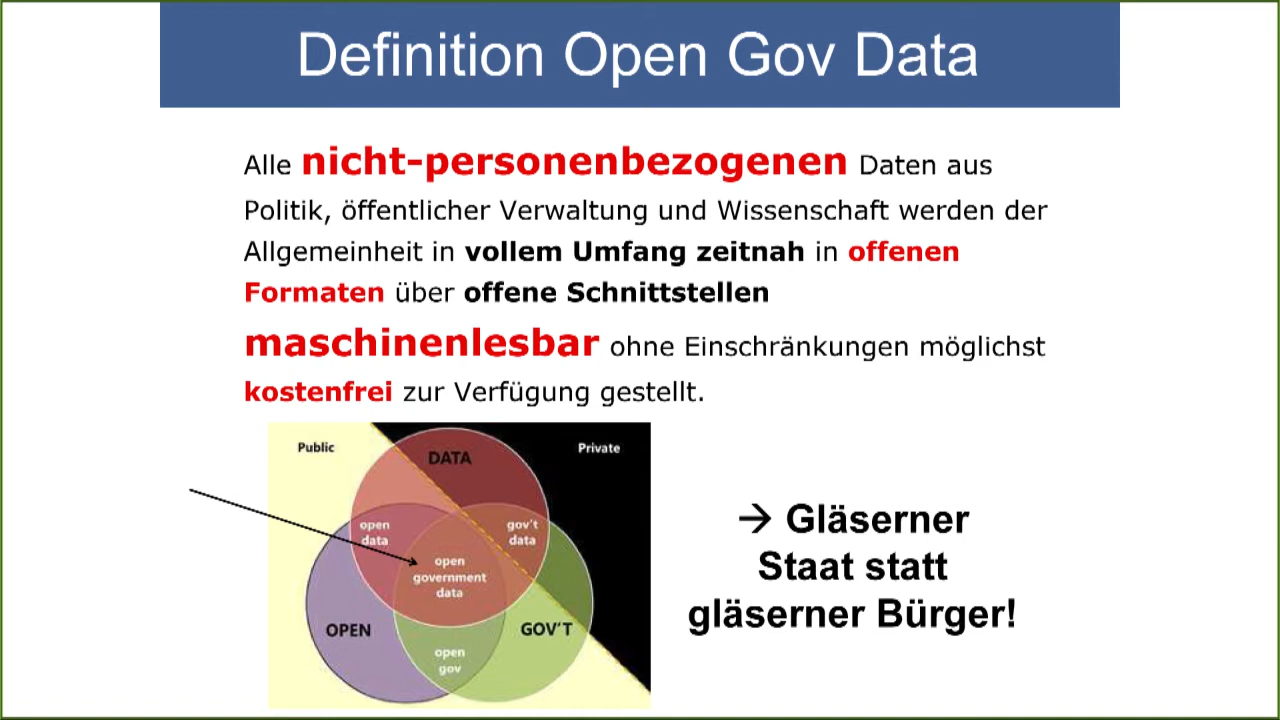 Definition Open Gov Data
Alle nicht-personenbezogenen Daten aus
Politik, öffentlicher Verwaltung und Wissenschaft werden der
Allgemeinheit in vollem Umfang zeitnah in offenen
Formaten über offene Schnittstellen
maschinenlesbar ohne Einschränkungen möglichst
kostenfrei zur Verfügung gestellt.
Public
Private
DATA
open
data
gov't
data
open
government
data
OPEN
GOV'T
open
gov
→ Gläserner
Staat statt
gläserner Bürger!